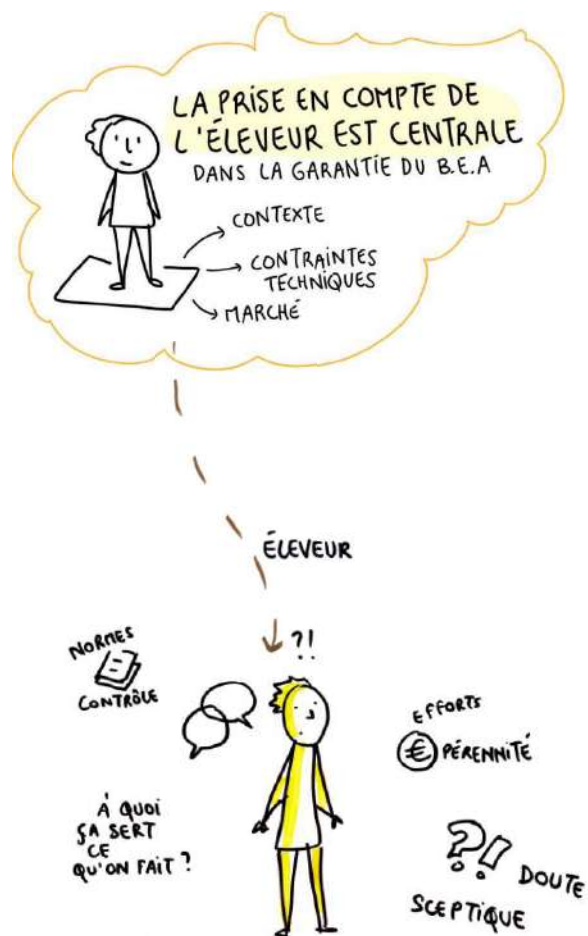 LA PRISE EN COMPTE DE
L'ÉLEVEUR EST CENTRALE
DANS LA GARANTIE DU B.E.A
CONTEXTE
CONTRAINTES
TECHNIQUES
MARCHÉ
ÉLEVEUR
?!
NORMES
CONTRÔLE
EFFORTS
€ PÉRENNITÉ
À QUOI
ÇA SERT
CE
QU'ON FAIT ?
?! DOUTE
SCEPTIQUE